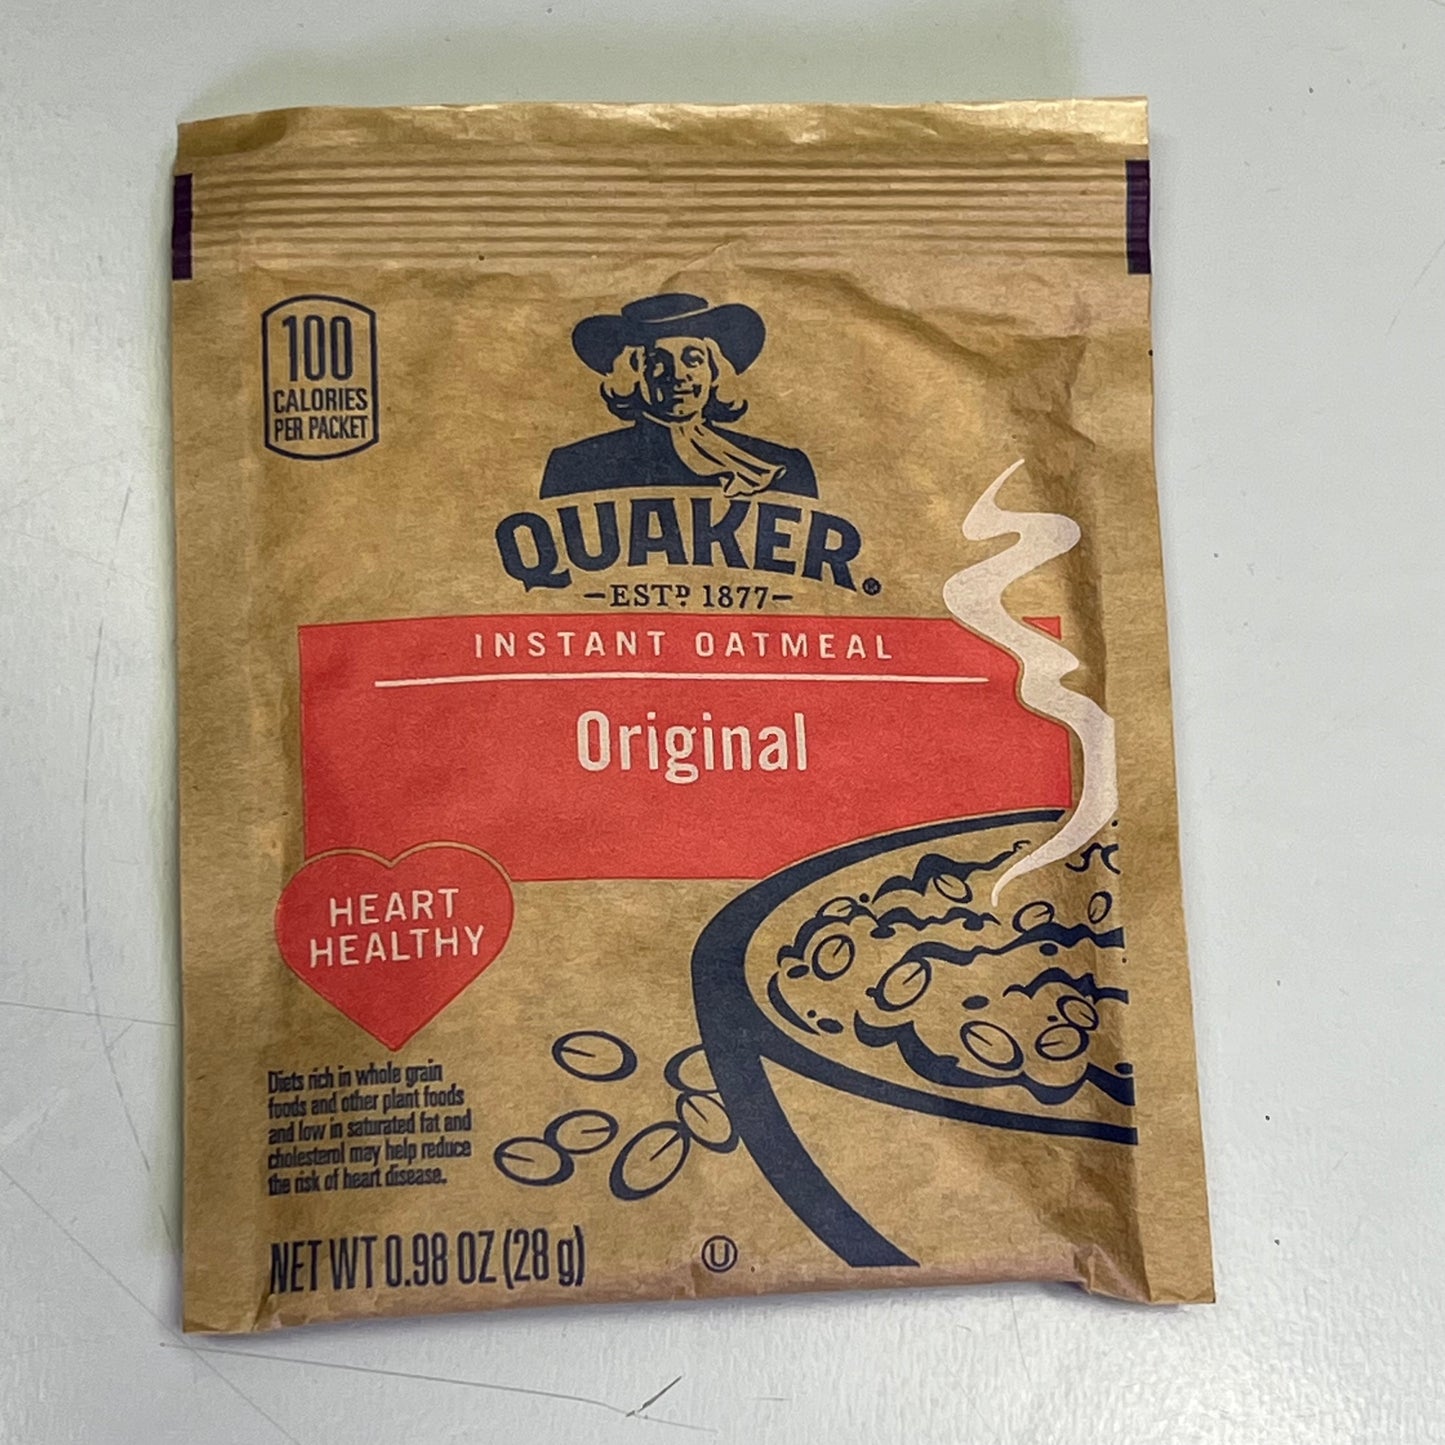 100
CALORIES
PER PACKET
QUAKER®
-ESTD 1877-
INSTANT OATMEAL
Original
HEART
HEALTHY
Diets rich in whole grain
foods and other plant foods
and low in saturated fat and
cholesterol may help reduce
the risk of heart disease.
NET WT 0.98 OZ (28 g)
U